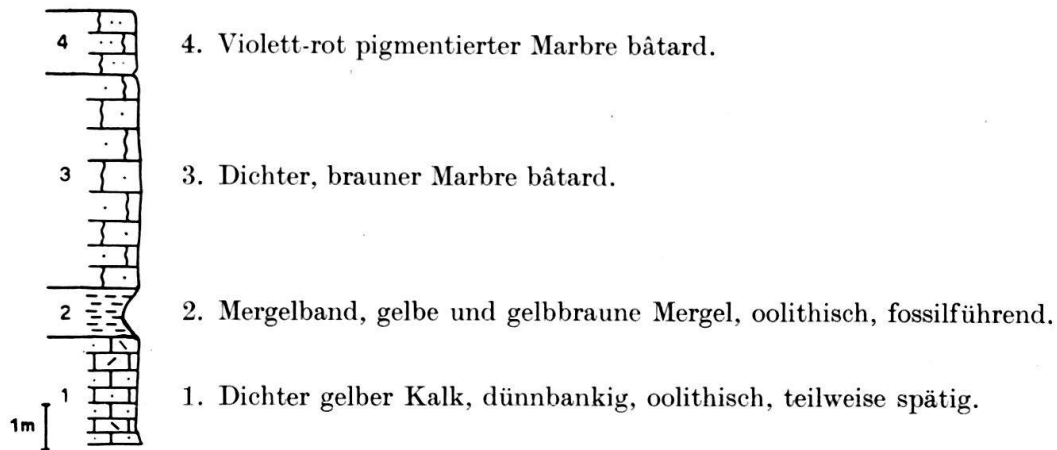 4
4. Violett-rot pigmentierter Marbre bâtard.
3
3. Dichter, brauner Marbre bâtard.
2
2. Mergelband, gelbe und gelbbraune Mergel, oolithisch, fossilführend.
1
1. Dichter gelber Kalk, dünnbankig, oolithisch, teilweise spätig.
1m